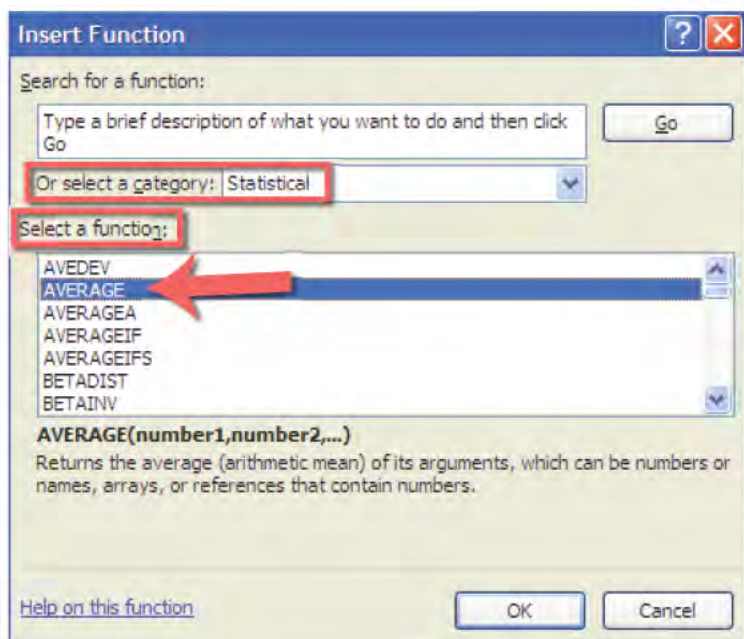 Insert Function
Search for a function:
Type a brief description of what you want to do and then click
Go
Go
Or select a category: Statistical
Select a function:
AVEDEV
AVERAGE
AVERAGEA
AVERAGEIF
AVERAGEIFS
BETADIST
BETAINV
AVERAGE(number1,number2,...)
Returns the average (arithmetic mean) of its arguments, which can be numbers or
names, arrays, or references that contain numbers.
Help on this function
OK
Cancel